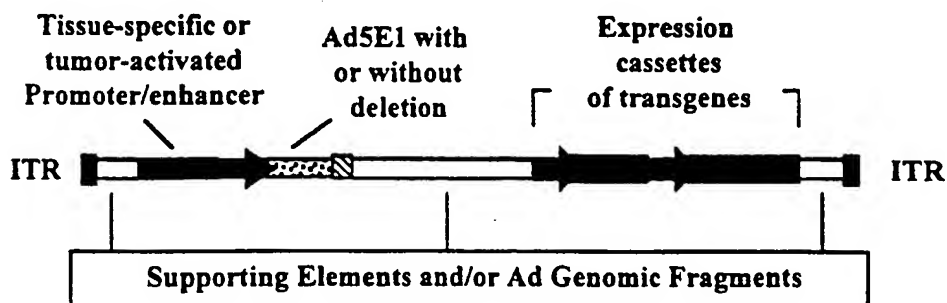 Tissue-specific or
tumor-activated
Promoter/enhancer
Ad5E1 with
or without
deletion
Expression
cassettes
of transgenes
ITR
ITR
Supporting Elements and/or Ad Genomic Fragments